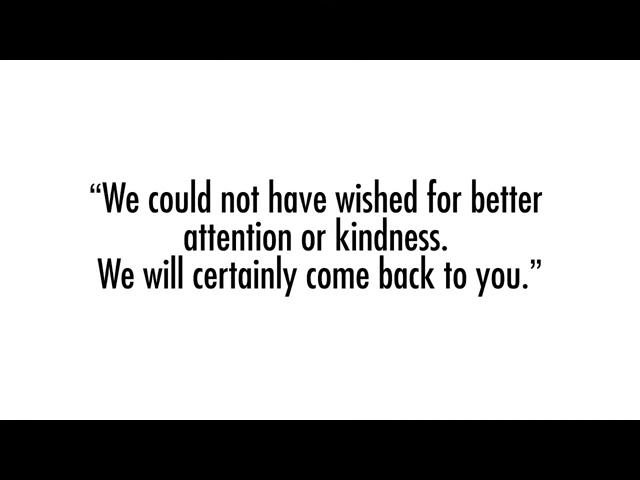 “We could not have wished for better
attention or kindness.
We will certainly come back to you.”